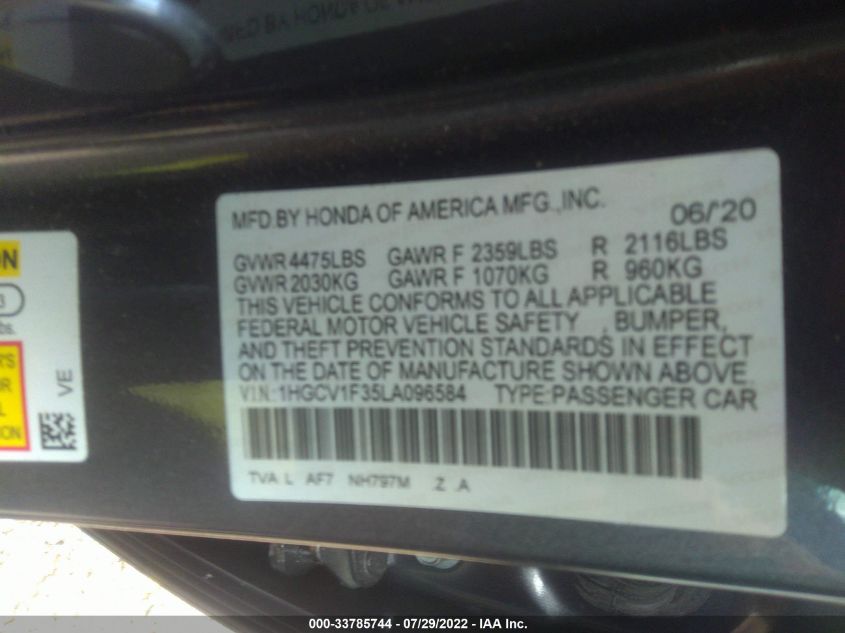 MFD.BY HONDA OF AMERICA MFG.,INC. 06/'20
GVWR 4475LBS GAWR F 2359LBS R 2116LBS
GVWR 2030KG GAWR F 1070KG R 960KG
THIS VEHICLE CONFORMS TO ALL APPLICABLE
FEDERAL MOTOR VEHICLE SAFETY , BUMPER,
AND THEFT PREVENTION STANDARDS IN EFFECT
ON THE DATE OF MANUFACTURE SHOWN ABOVE.
VIN:1HGCV1F35LA096584 TYPE:PASSENGER CAR
TVA L AF7 NH797M Z A
VE
000-33785744 / 07/29/2022 - IAA Inc.